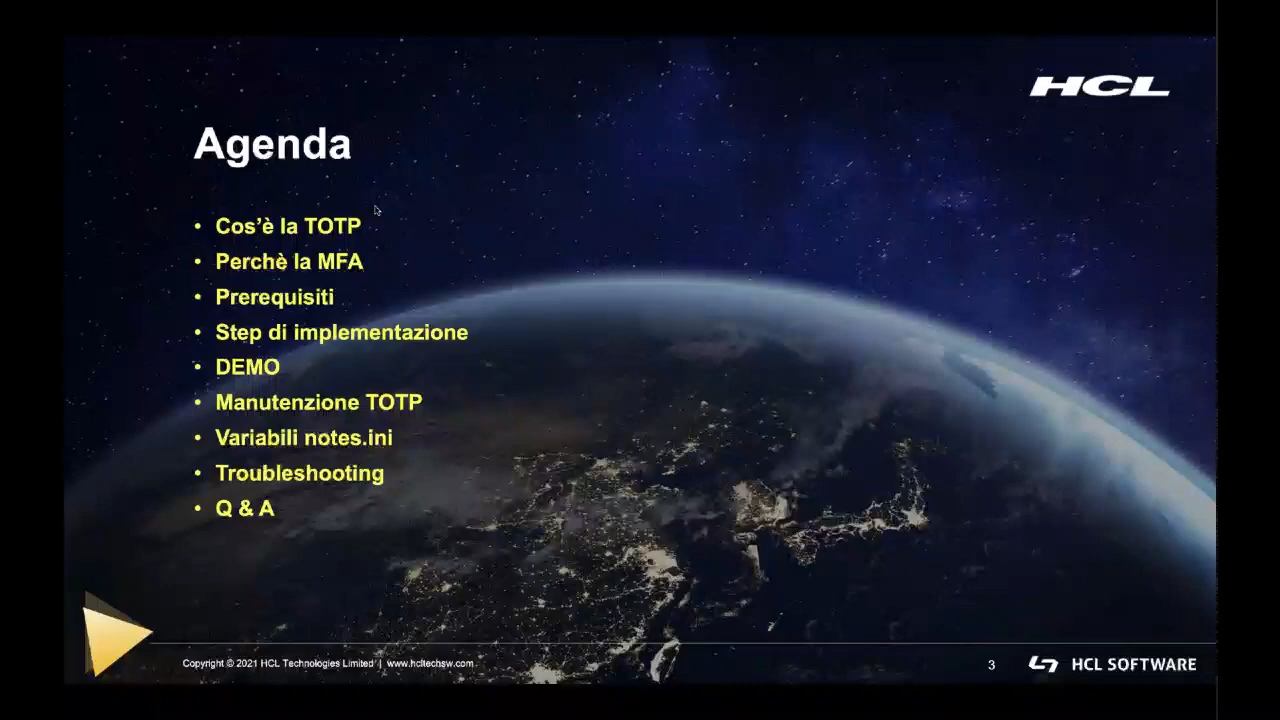 HCL
Agenda
• Cos’è la TOTP
• Perchè la MFA
• Prerequisiti
• Step di implementazione
• DEMO
• Manutenzione TOTP
• Variabili notes.ini
• Troubleshooting
• Q & A
Copyright © 2021 HCL Technologies Limited | www.hcltechsw.com
3
HCL SOFTWARE